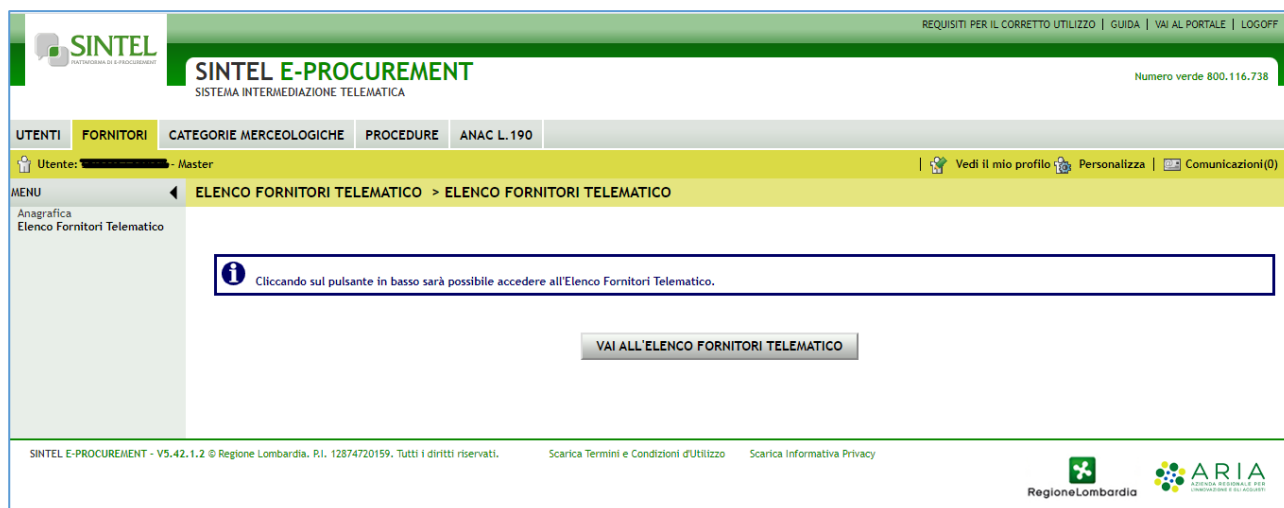 REQUISITI PER IL CORRETTO UTILIZZO | GUIDA | VAI AL PORTALE | LOGOFF
SINTEL
PIATTAFORMA DI E-PROCUREMENT
SINTEL E-PROCUREMENT
SISTEMA INTERMEDIAZIONE TELEMATICA
Numero verde 800.116.738
UTENTI FORNITORI CATEGORIE MERCEOLOGICHE PROCEDURE ANAC L.190
Utente: - Master | Vedi il mio profilo Personalizza | Comunicazioni(0)
MENU ELENCO FORNITORI TELEMATICO > ELENCO FORNITORI TELEMATICO
Anagrafica
Elenco Fornitori Telematico
Cliccando sul pulsante in basso sarà possibile accedere all'Elenco Fornitori Telematico.
VAI ALL'ELENCO FORNITORI TELEMATICO
SINTEL E-PROCUREMENT - V5.42.1.2 © Regione Lombardia. P.I. 12874720159. Tutti i diritti riservati. Scarica Termini e Condizioni d'Utilizzo Scarica Informativa Privacy
RegioneLombardia
ARIA
AZIENDA REGIONALE PER
L'INNOVAZIONE E GLI ACQUISTI